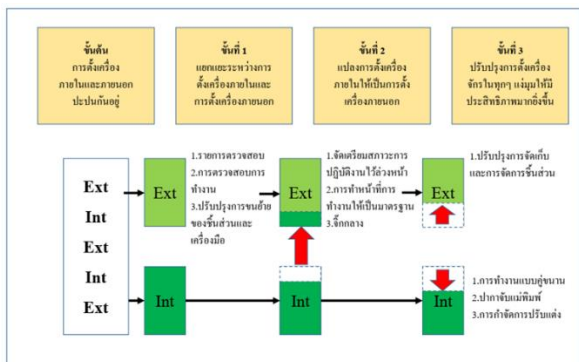 ขั้นต้น
การตั้งเครื่อง
ภายในและภายนอก
ปะปนกันอยู่
ขั้นที่ 1
แยกแยะระหว่างการ
ตั้งเครื่องภายในและ
การตั้งเครื่องภายนอก
ขั้นที่ 2
แปลงการตั้งเครื่อง
ภายในให้เป็นการตั้ง
เครื่องภายนอก
ขั้นที่ 3
ปรับปรุงการตั้งเครื่อง
จักรในทุกๆ แง่มุมให้มี
ประสิทธิภาพมากยิ่งขึ้น
Ext
Int
Ext
Int
Ext
Ext
1.รายการตรวจสอบ
2.การตรวจสอบการ
ทำงาน
3.ปรับปรุงการขนย้าย
ของชิ้นส่วนและ
เครื่องมือ
Ext
1.จัดเตรียมสภาวะการ
ปฏิบัติงานไว้ล่วงหน้า
2.การทำหน้าที่การ
ทำงานให้เป็นมาตรฐาน
3.จิ๊กกลาง
Ext
1.ปรับปรุงการจัดเก็บ
และการจัดการชิ้นส่วน
Int
Int
Int
1.การทำงานแบบคู่ขนาน
2.ปากาจับแม่พิมพ์
3.การกำจัดการปรับแต่ง